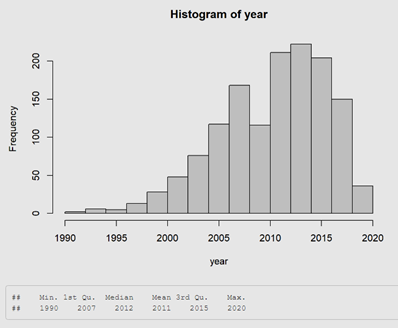 Histogram of year
Frequency
200
150
100
50
0
1990 1995 2000 2005 2010 2015 2020
year
## Min. 1st Qu. Median Mean 3rd Qu. Max.
## 1990 2007 2012 2011 2015 2020